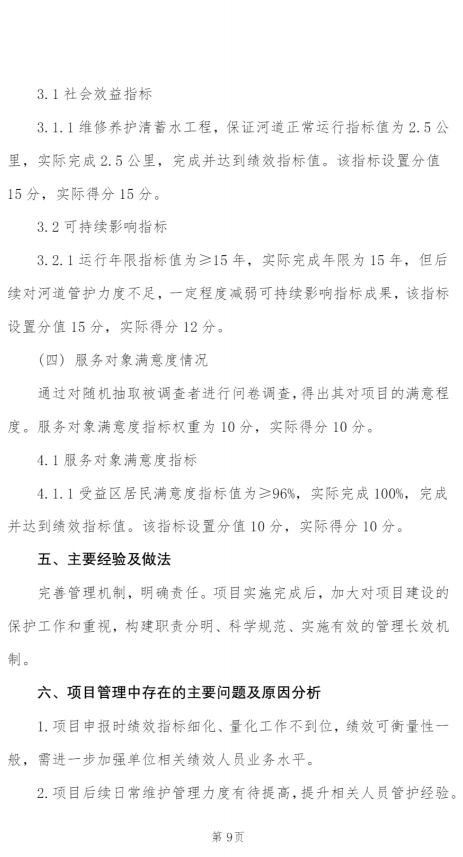 3.1 社会效益指标
3.1.1 维修养护清蓄水工程，保证河道正常运行指标值为 2.5 公
里，实际完成 2.5 公里，完成并达到绩效指标值。该指标设置分值
15 分，实际得分 15 分。
3.2 可持续影响指标
3.2.1 运行年限指标值为≥15 年，实际完成年限为 15 年，但后
续对河道管护力度不足，一定程度减弱可持续影响指标成果，该指标
设置分值 15 分，实际得分 12 分。
(四) 服务对象满意度情况
通过对随机抽取被调查者进行问卷调查，得出其对项目的满意程
度。服务对象满意度指标权重为 10 分，实际得分 10 分。
4.1 服务对象满意度指标
4.1.1 受益区居民满意度指标值为≥96%，实际完成 100%，完成
并达到绩效指标值。该指标设置分值 10 分，实际得分 10 分。
五、主要经验及做法
完善管理机制，明确责任。项目实施完成后，加大对项目建设的
保护工作和重视，构建职责分明、科学规范、实施有效的管理长效机
制。
六、项目管理中存在的主要问题及原因分析
1.项目申报时绩效指标细化、量化工作不到位，绩效可衡量性一
般，需进一步加强单位相关绩效人员业务水平。
2.项目后续日常维护管理力度有待提高，提升相关人员管护经验。
第 9页